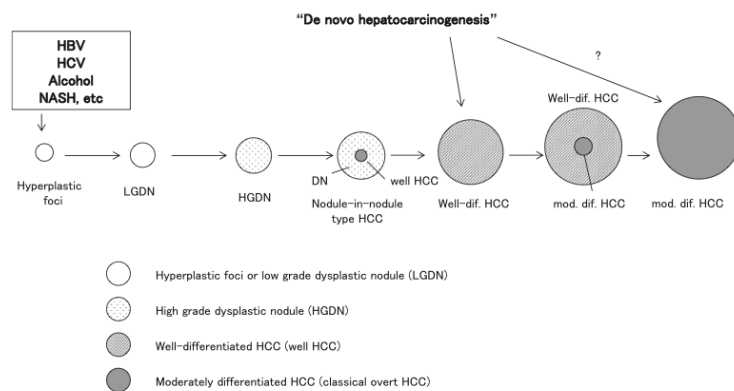 “De novo hepatocarcinogenesis”
HBV
HCV
Alcohol
NASH, etc
?
Well-dif. HCC
Hyperplastic
foci
LGDN
HGDN
DN
well HCC
Nodule-in-nodule
type HCC
Well-dif. HCC
mod. dif. HCC
mod. dif. HCC
Hyperplastic foci or low grade dysplastic nodule (LGDN)
High grade dysplastic nodule (HGDN)
Well-differentiated HCC (well HCC)
Moderately differentiated HCC (classical overt HCC)